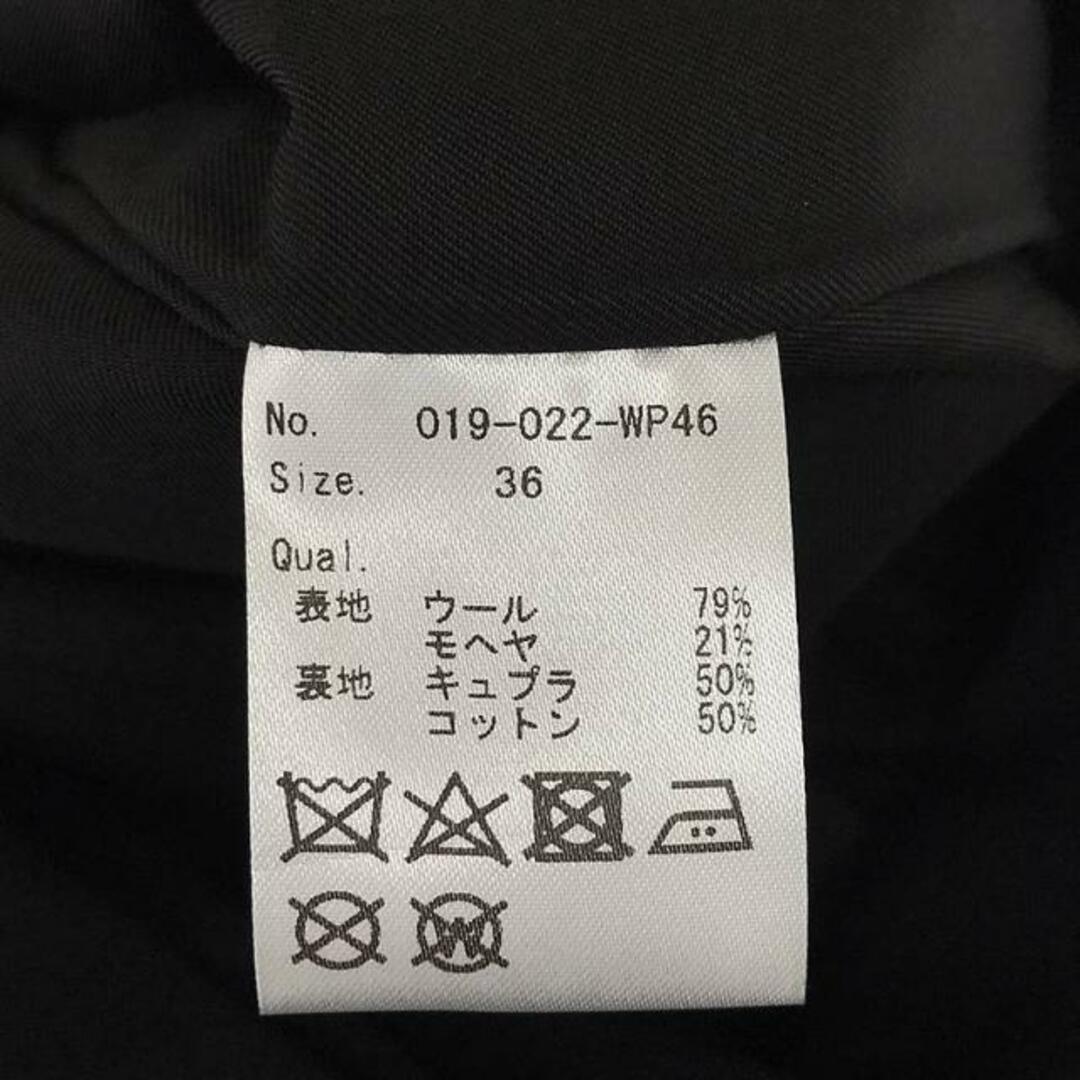 No. 019-022-WP46
Size. 36
Qual.
表地 ウール 79%
モヘヤ 21%
裏地 キュプラ 50%
コットン 50%
W